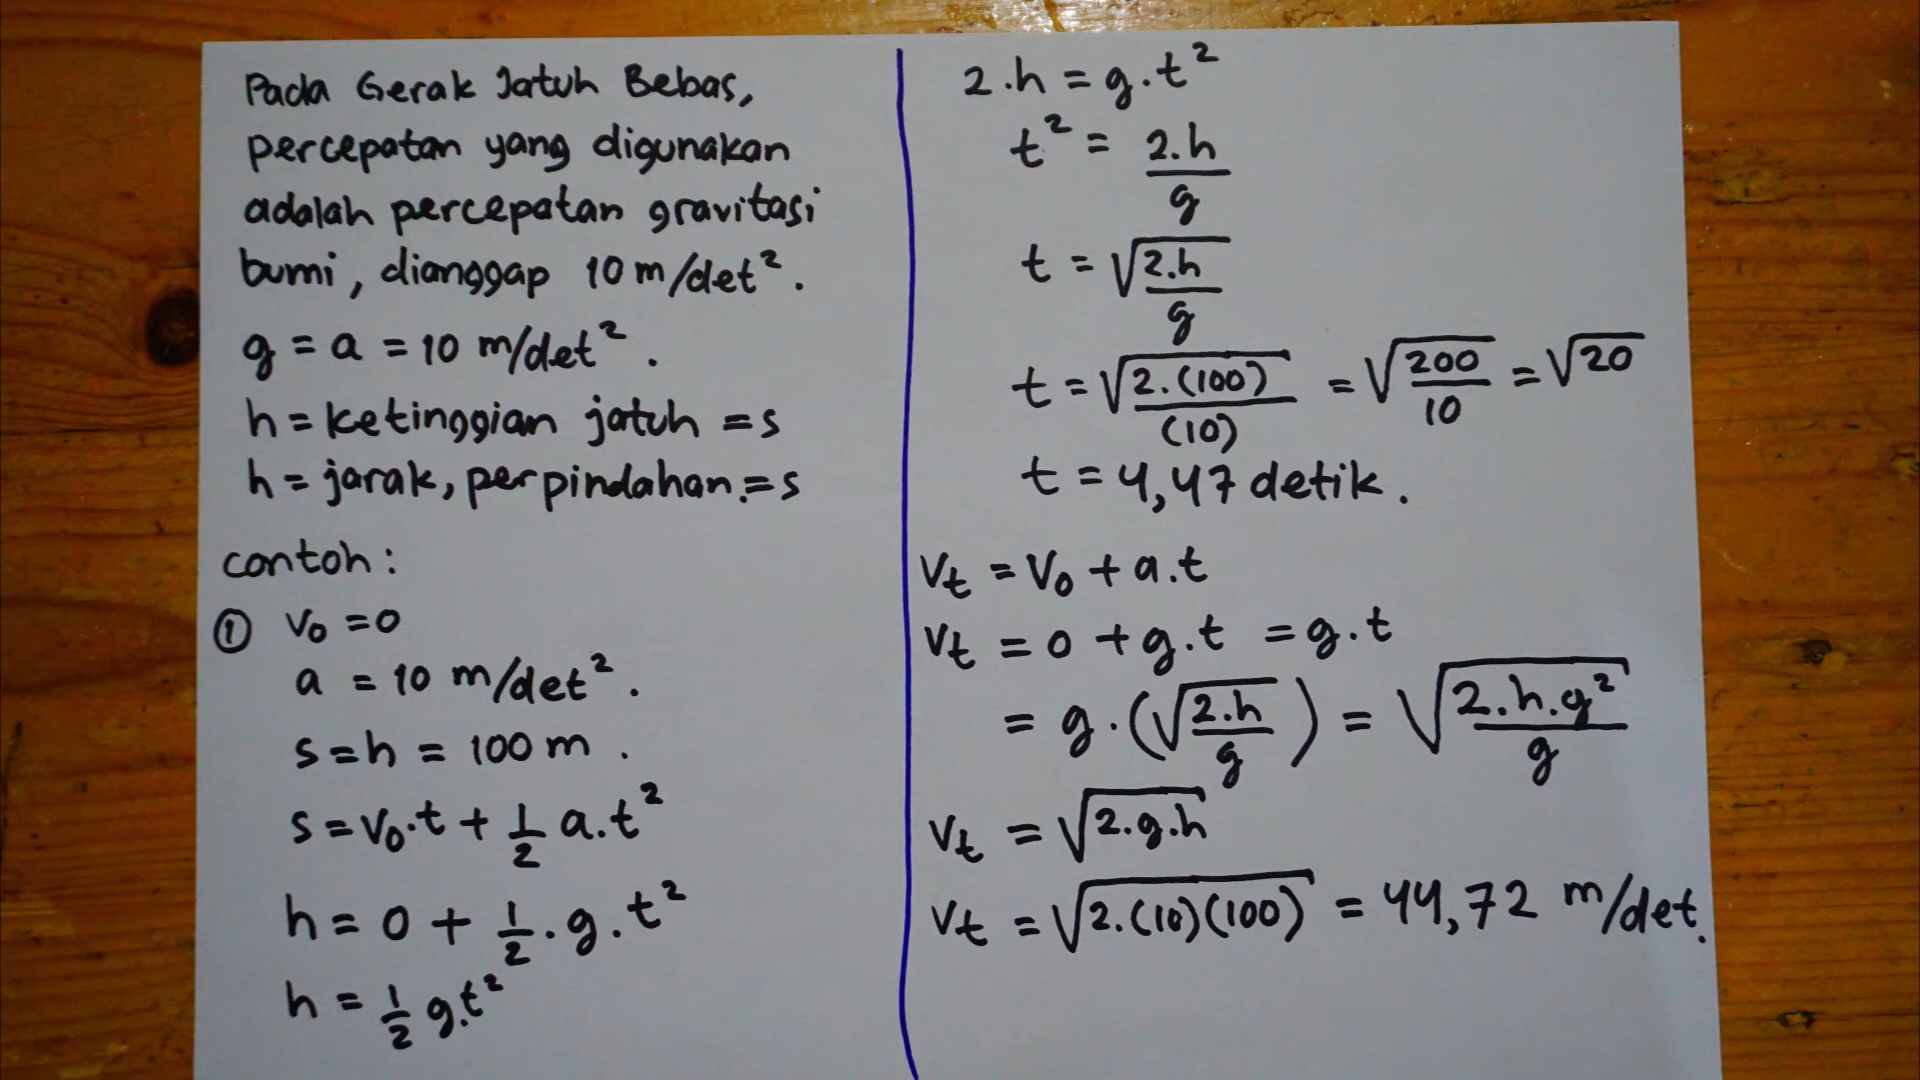 Pada Gerak Jatuh Bebas,
percepatan yang digunakan
adalah percepatan gravitasi
bumi, dianggap 10 m/det².
g = a = 10 m/det².
h = ketinggian jatuh = s
h = jarak, perpindahan. = s
contoh :
① v₀ = 0
a = 10 m/det².
s = h = 100 m .
s = v₀.t + 1/2 a.t²
h = 0 + 1/2 . g . t²
h = 1/2 g.t²
2.h = g.t²
t² = 2.h/g
t = √(2.h/g)
t = √(2.(100)/(10)) = √(200/10) = √20
t = 4,47 detik .
Vt = V₀ + a.t
Vt = 0 + g.t = g.t
= g.(√(2.h/g)) = √(2.h.g²/g)
Vt = √(2.g.h)
Vt = √(2.(10)(100)) = 44,72 m/det.